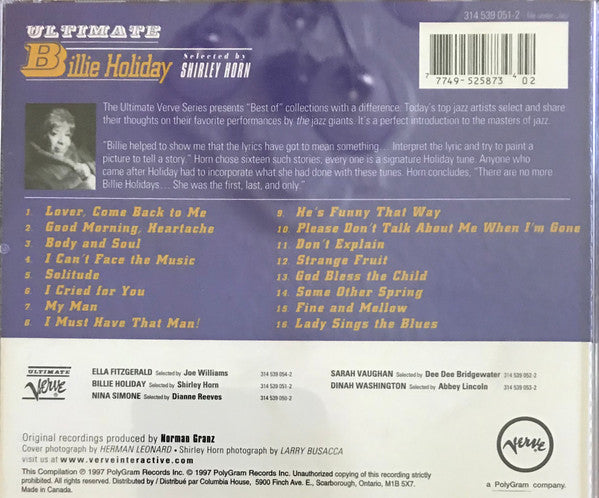 314 539 051-2 file under: Jazz
ULTIMATE
Billie Holiday
Selected by
SHIRLEY HORN
7 7749-525873 4 02
The Ultimate Verve Series presents "Best of" collections with a difference. Today's top jazz artists select and share
their thoughts on their favorite performances by the jazz giants. It's a perfect introduction to the masters of jazz.
"Billie helped to show me that the lyrics have got to mean something... Interpret the lyric and try to paint a
picture to tell a story." Horn chose sixteen such stories; every one is a signature Holiday tune. Anyone who
came after Holiday had to incorporate what she had done with these tunes. Horn concludes, "There are no more
Billie Holidays... She was the first, last, and only."
1. Lover, Come Back to Me
2. Good Morning, Heartache
3. Body and Soul
4. I Can't Face the Music
5. Solitude
6. I Cried for You
7. My Man
8. I Must Have That Man!
9. He's Funny That Way
10. Please Don't Talk About Me When I'm Gone
11. Don't Explain
12. Strange Fruit
13. God Bless the Child
14. Some Other Spring
15. Fine and Mellow
16. Lady Sings the Blues
ULTIMATE
Verve
ELLA FITZGERALD Selected by Joe Williams 314 539 054-2
BILLIE HOLIDAY Selected by Shirley Horn 314 539 051-2
NINA SIMONE Selected by Dianne Reeves 314 539 050-2
SARAH VAUGHAN Selected by Dee Dee Bridgewater 314 539 052-2
DINAH WASHINGTON Selected by Abbey Lincoln 314 539 053-2
Original recordings produced by Norman Granz
Cover photograph by HERMAN LEONARD • Shirley Horn photograph by LARRY BUSACCA
visit us at www.verveinteractive.com
This Compilation ℗ 1997 PolyGram Records Inc. © 1997 PolyGram Records Inc. Unauthorized copying of this recording strictly
prohibited. All rights reserved. Distributed by / Distribué par Columbia House, 5900 Finch Ave. E., Scarborough, Ontario, M1B 5X7.
Made in Canada.
Verve
a PolyGram company.